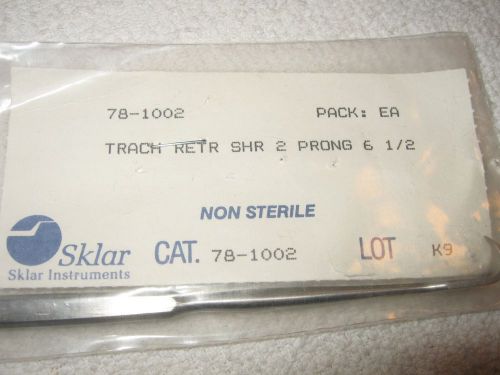 78-1002 PACK: EA
TRACH RETR SHR 2 PRONG 6 1/2
NON STERILE
Sklar CAT. 78-1002 LOT K9
Sklar Instruments